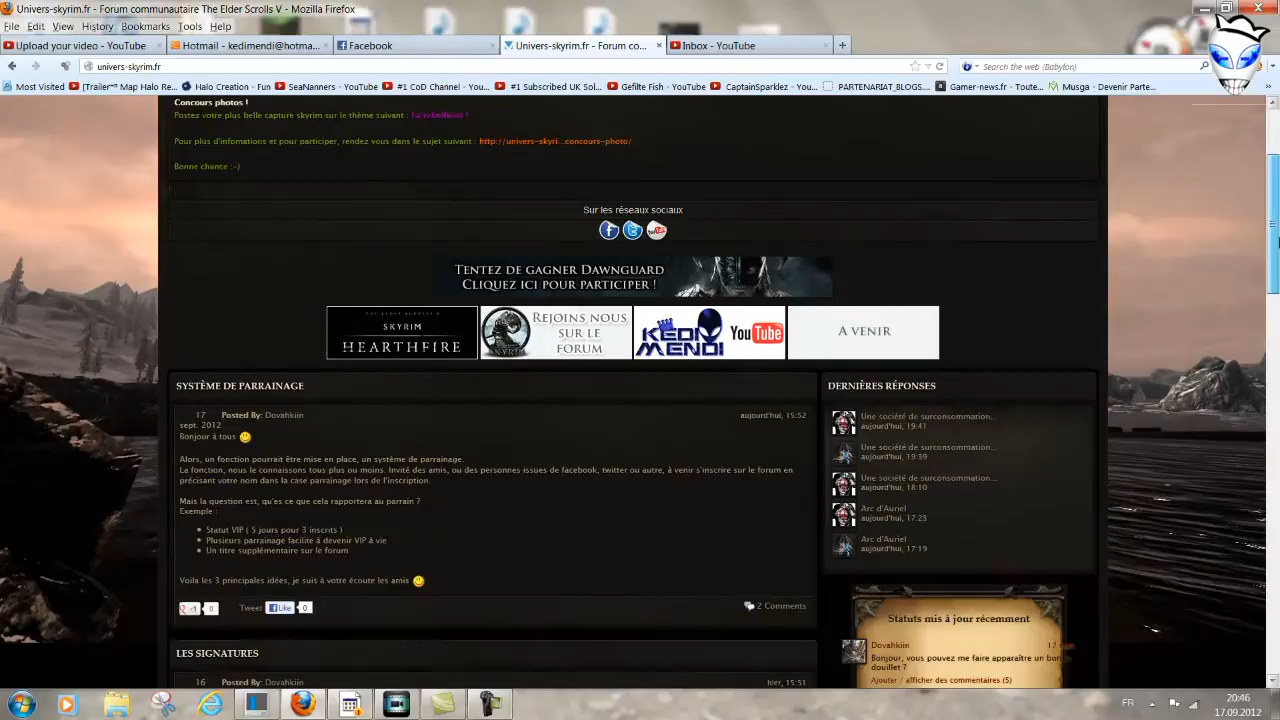 Univers-skyrim.fr - Forum communautaire The Elder Scrolls V - Mozilla Firefox
File Edit View History Bookmarks Tools Help
Upload your video - YouTube
Hotmail - kedimendi@hotma...
Facebook
Univers-skyrim.fr - Forum co...
Inbox - YouTube
univers-skyrim.fr
Search the web (Babylon)
Most Visited
[Trailer™ Map Halo Re...
Halo Creation - Fun
SeaNanners - YouTube
#1 CoD Channel - You...
#1 Subscribed UK Sol...
Gefilte Fish - YouTube
CaptainSparklez - You...
PARTENARIAT_BLOGS...
Gamer-news.fr - Toute...
Musga - Devenir Parte...
Concours photos !
Postez votre plus belle capture skyrim sur le thème suivant : La rebellions !
Pour plus d'infomations et pour participer, rendez vous dans le sujet suivant : http://univers-skyri...concours-photo/
Bonne chance :-)
Sur les réseaux sociaux
TENTEZ DE GAGNER DAWNGUARD
CLIQUEZ ICI POUR PARTICIPER !
SKYRIM
HEARTHFIRE
REJOINS NOUS
SUR LE
FORUM
KEDI
MENDI
YouTube
A VENIR
SYSTÈME DE PARRAINAGE
17 Posted By: Dovahkiin
aujourd'hui, 15:52
sept. 2012
Bonjour à tous
Alors, un fonction pourrait être mise en place, un système de parrainage.
La fonction, nous le connaissons tous plus ou moins. Invité des amis, ou des personnes issues de facebook, twitter ou autre, à venir s'inscrire sur le forum en
précisant votre nom dans la case parrainage lors de l'inscription.
Mais la question est, qu'es ce que cela rapportera au parrain ?
Exemple :
Statut VIP ( 5 jours pour 3 inscrits )
Plusieurs parrainage facilite à devenir VIP à vie
Un titre supplémentaire sur le forum
Voila les 3 principales idées, je suis à votre écoute les amis
+1 0 Tweet Like 0
2 Comments
LES SIGNATURES
16 Posted By: Dovahkiin
hier, 15:51
DERNIÈRES RÉPONSES
Une société de surconsommation...
aujourd'hui, 19:41
Une société de surconsommation...
aujourd'hui, 19:39
Une société de surconsommation...
aujourd'hui, 18:10
Arc d'Auriel
aujourd'hui, 17:23
Arc d'Auriel
aujourd'hui, 17:19
Statuts mis à jour récemment
Dovahkiin
Bonjour, vous pouvez me faire apparaître un bon
douillet ?
Ajouter / afficher des commentaires (5)
FR
20:46
17.09.2012